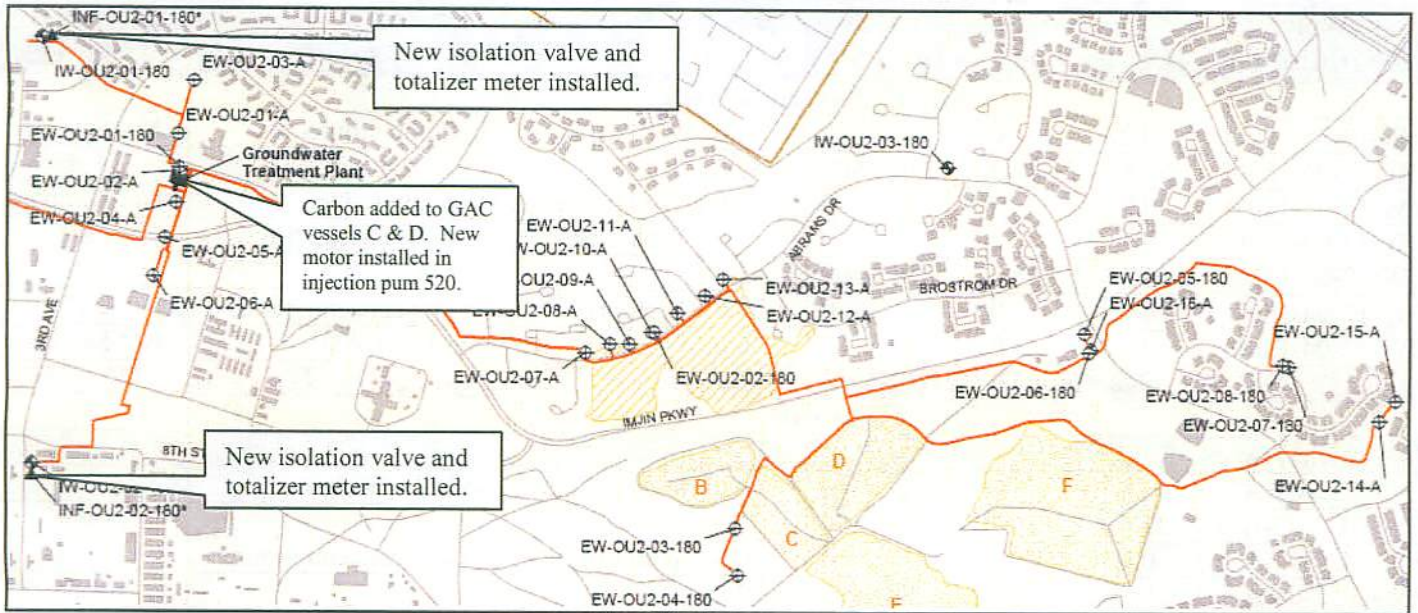 INF-OU2-01-180*
IW-OU2-01-180
EW-OU2-03-A
New isolation valve and
totalizer meter installed.
EW-OU2-01-A
EW-OU2-01-180
Groundwater
Treatment Plant
EW-OU2-02-A
EW-OU2-04-A
EW-OU2-05-A
EW-OU2-06-A
3RD AVE
Carbon added to GAC
vessels C & D. New
motor installed in
injection pum 520.
IW-OU2-03-180
ABRAMS DR
BROSTROM DR
EW-OU2-11-A
W-OU2-10-A
-OU2-09-A
EW-OU2-08-A
EW-OU2-07-A
EW-OU2-13-A
EW-OU2-12-A
EW-OU2-02-180
IMJIN PKWY
EW-OU2-05-180
EW-OU2-16-A
EW-OU2-06-180
EW-OU2-15-A
EW-OU2-08-180
EW-OU2-07-180
EW-OU2-14-A
8TH ST
New isolation valve and
totalizer meter installed.
IW-OU2-02
INF-OU2-02-180*
B
C
D
F
EW-OU2-03-180
EW-OU2-04-180